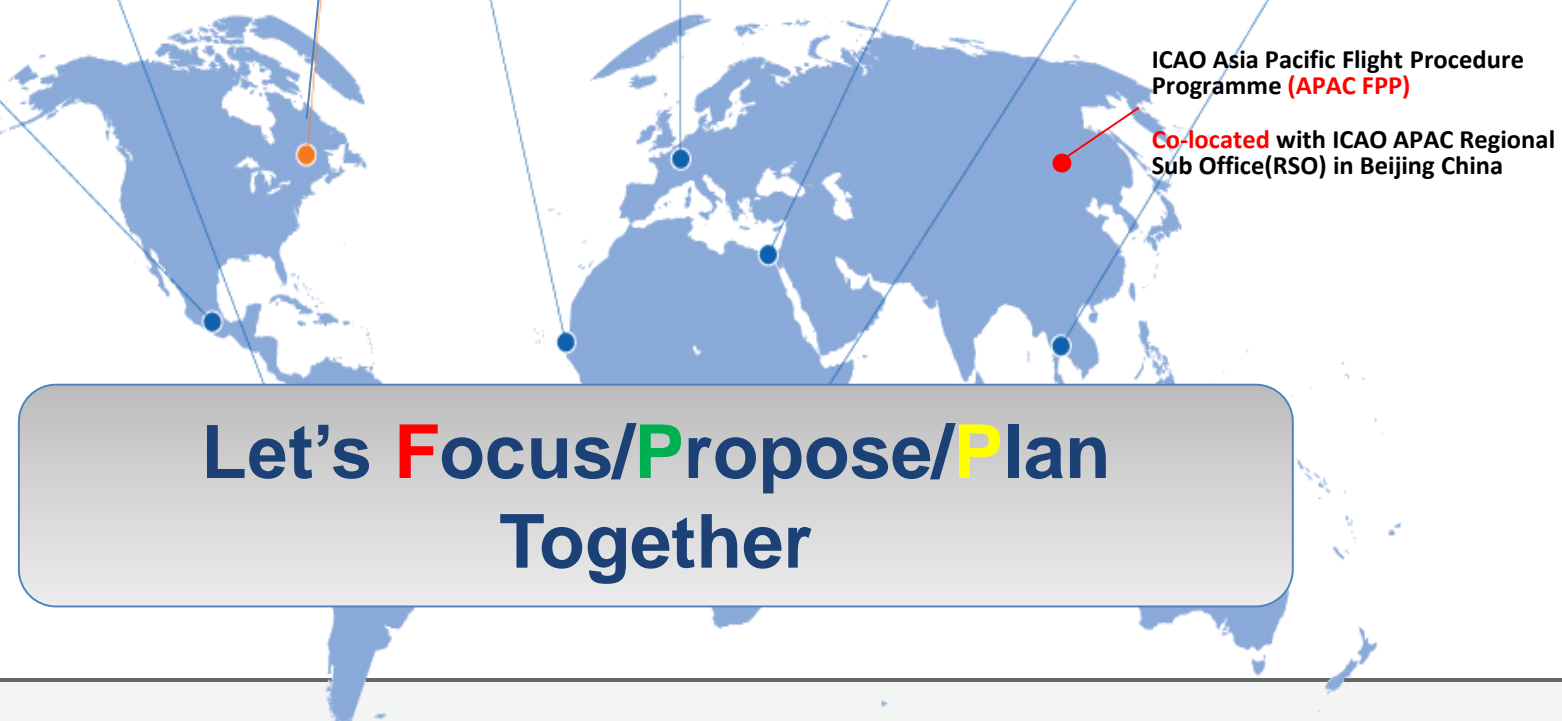 ICAO Asia Pacific Flight Procedure
Programme (APAC FPP)
Co-located with ICAO APAC Regional
Sub Office(RSO) in Beijing China
Let’s Focus/Propose/Plan
Together